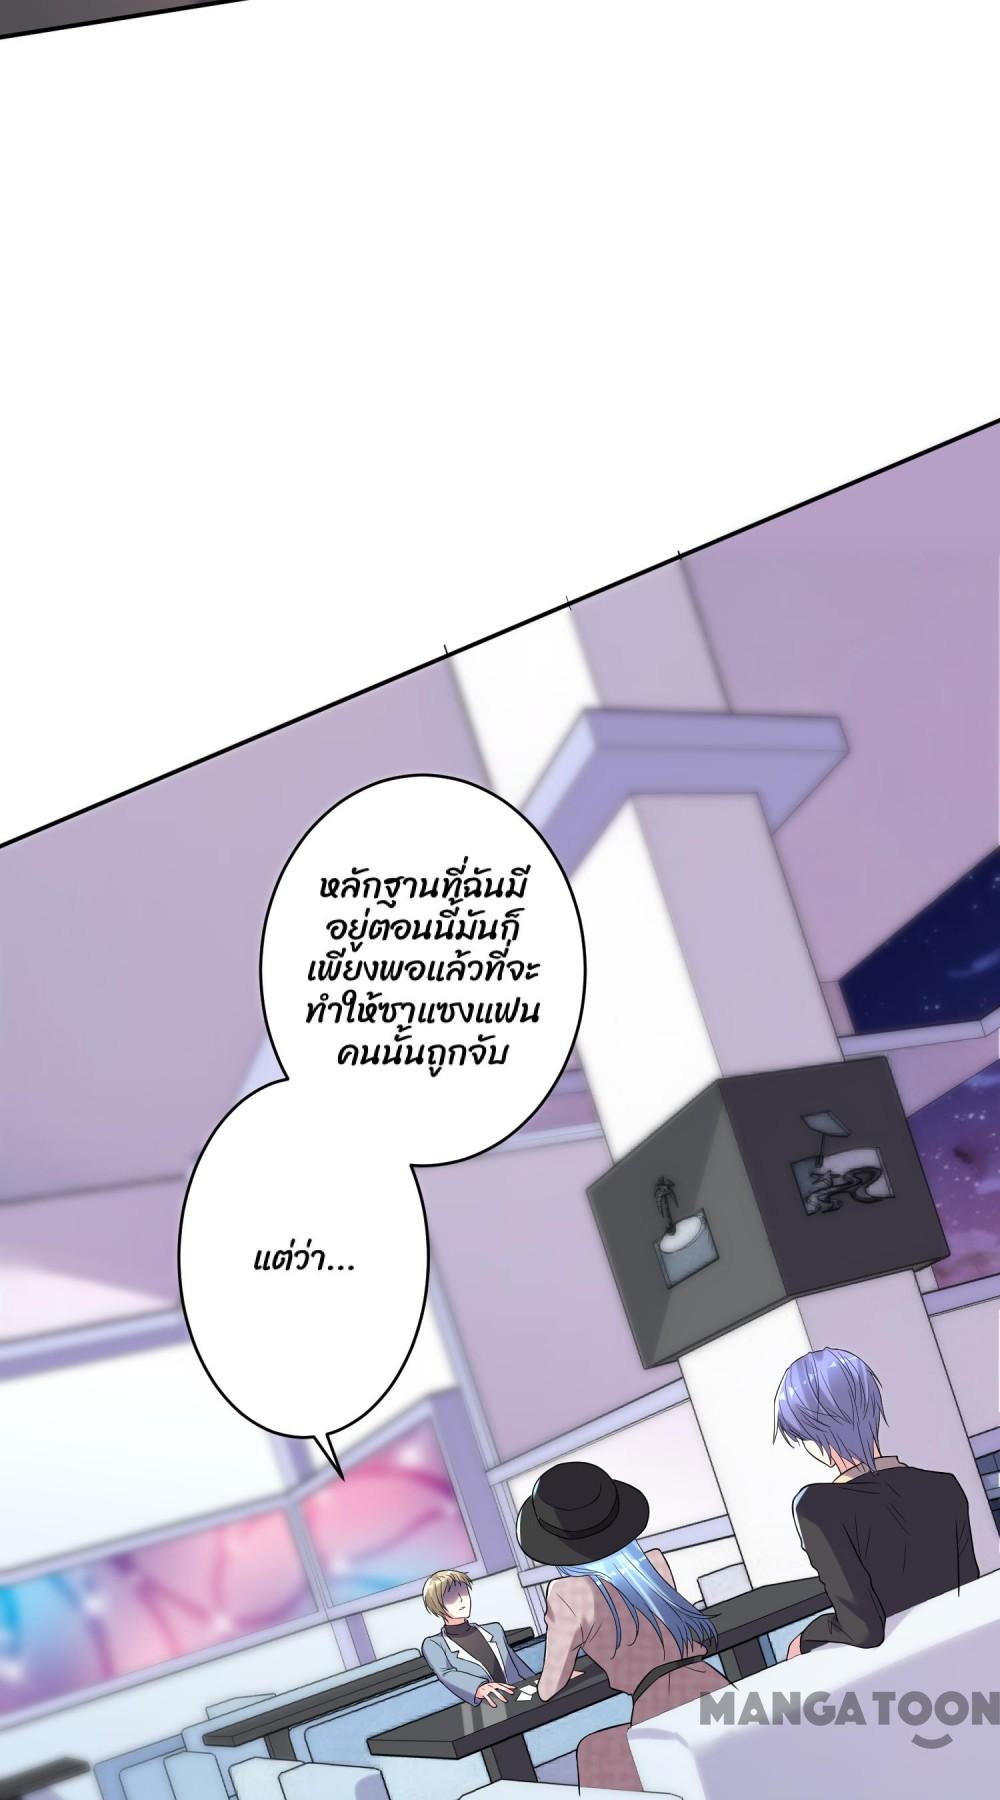 หลักฐานที่ฉันมี
อยู่ตอนนี้มันก็
เพียงพอแล้วที่จะ
ทำให้ซาแซงแฟน
คนนั้นถูกจับ
แต่ว่า...
MANGATOON